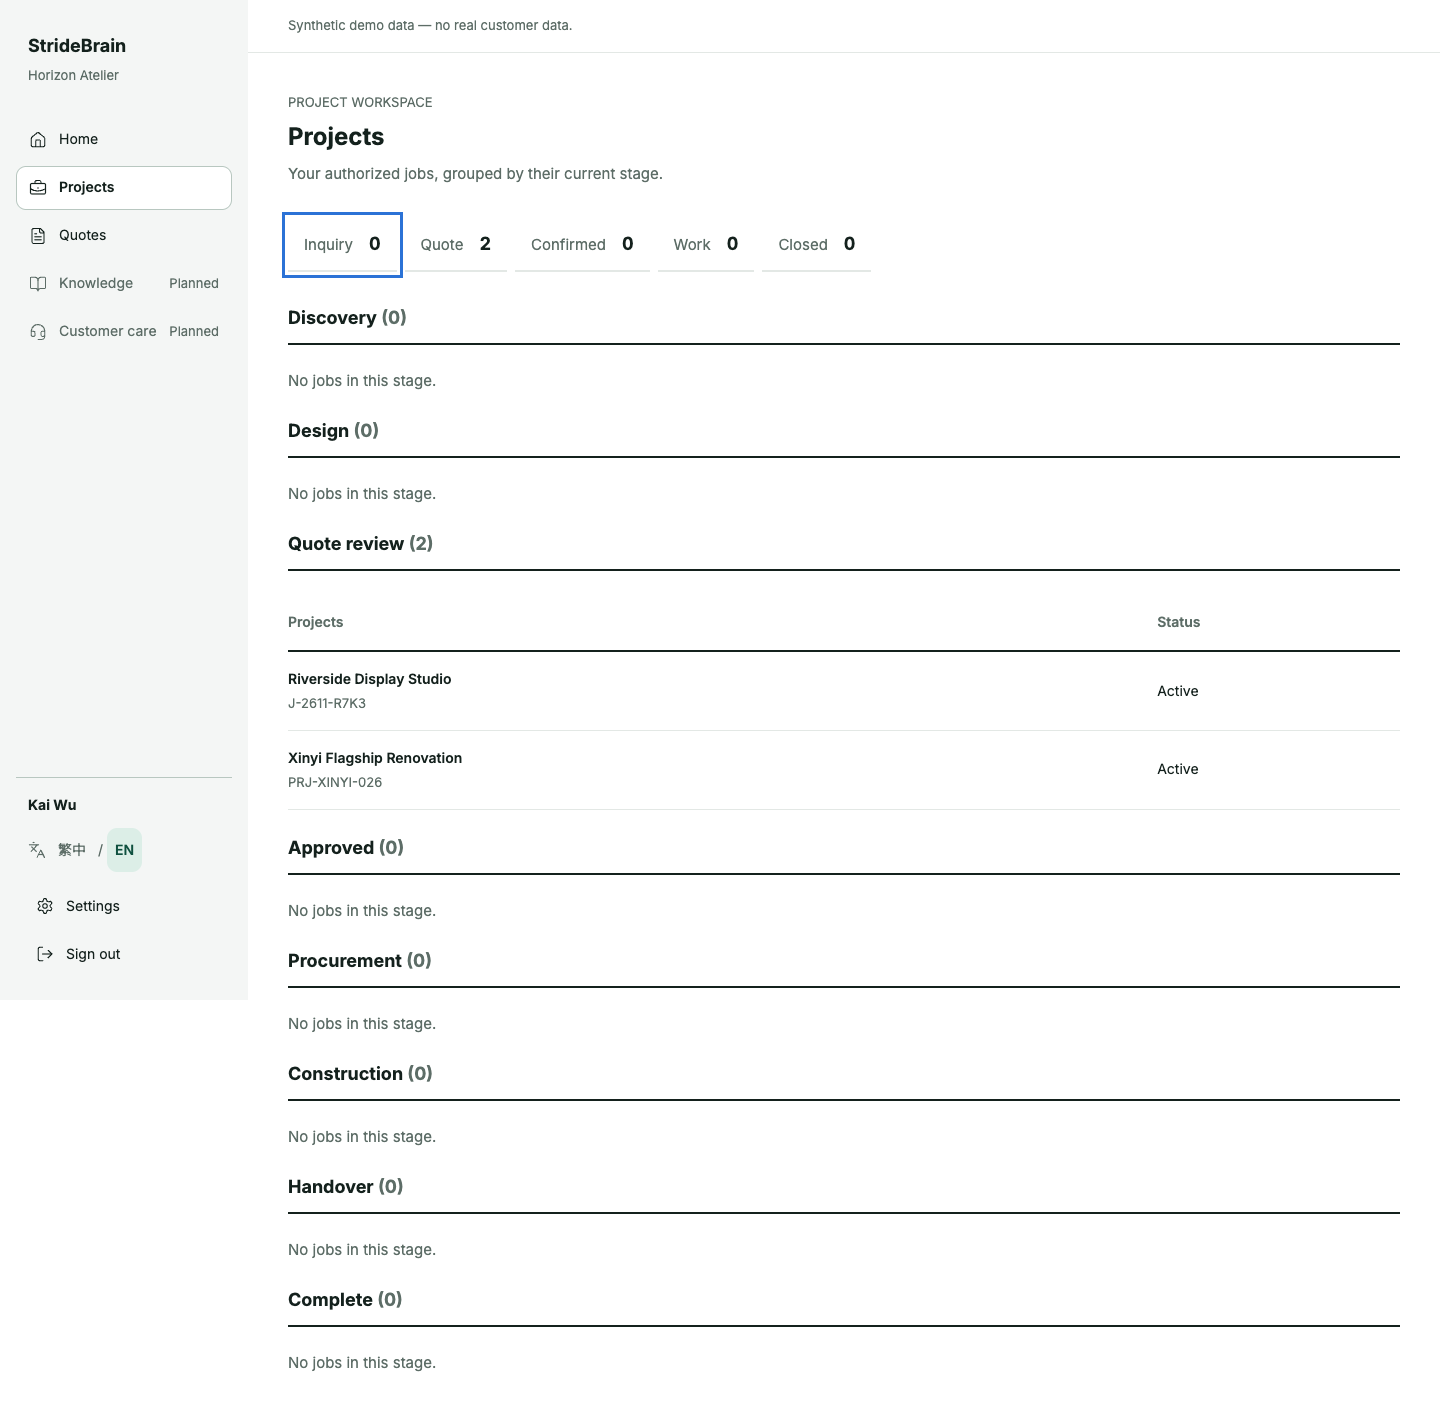 StrideBrain
Horizon Atelier
Home
Projects
Quotes
Knowledge Planned
Customer care Planned
Kai Wu
繁中 / EN
Settings
Sign out
Synthetic demo data — no real customer data.
PROJECT WORKSPACE
Projects
Your authorized jobs, grouped by their current stage.
Inquiry 0 Quote 2 Confirmed 0 Work 0 Closed 0
Discovery (0)
No jobs in this stage.
Design (0)
No jobs in this stage.
Quote review (2)
Projects Status
Riverside Display Studio
J-2611-R7K3
Active
Xinyi Flagship Renovation
PRJ-XINYI-026
Active
Approved (0)
No jobs in this stage.
Procurement (0)
No jobs in this stage.
Construction (0)
No jobs in this stage.
Handover (0)
No jobs in this stage.
Complete (0)
No jobs in this stage.